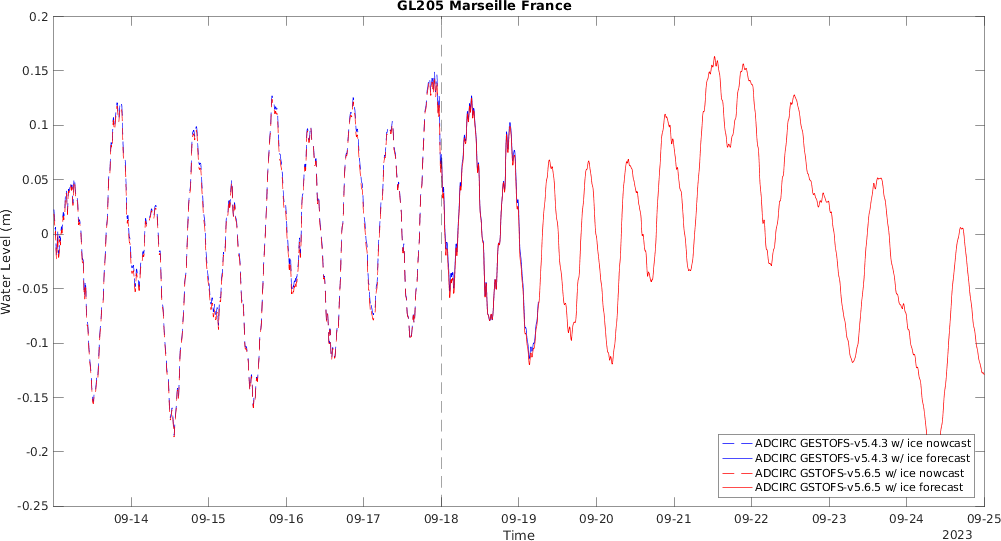 GL205 Marseille France
Water Level (m)
0.2
0.15
0.1
0.05
0
-0.05
-0.1
-0.15
-0.2
-0.25
ADCIRC GESTOFS-v5.4.3 w/ ice nowcast
ADCIRC GESTOFS-v5.4.3 w/ ice forecast
ADCIRC GSTOFS-v5.6.5 w/ ice nowcast
ADCIRC GSTOFS-v5.6.5 w/ ice forecast
09-14 09-15 09-16 09-17 09-18 09-19 09-20 09-21 09-22 09-23 09-24 09-25
Time
2023